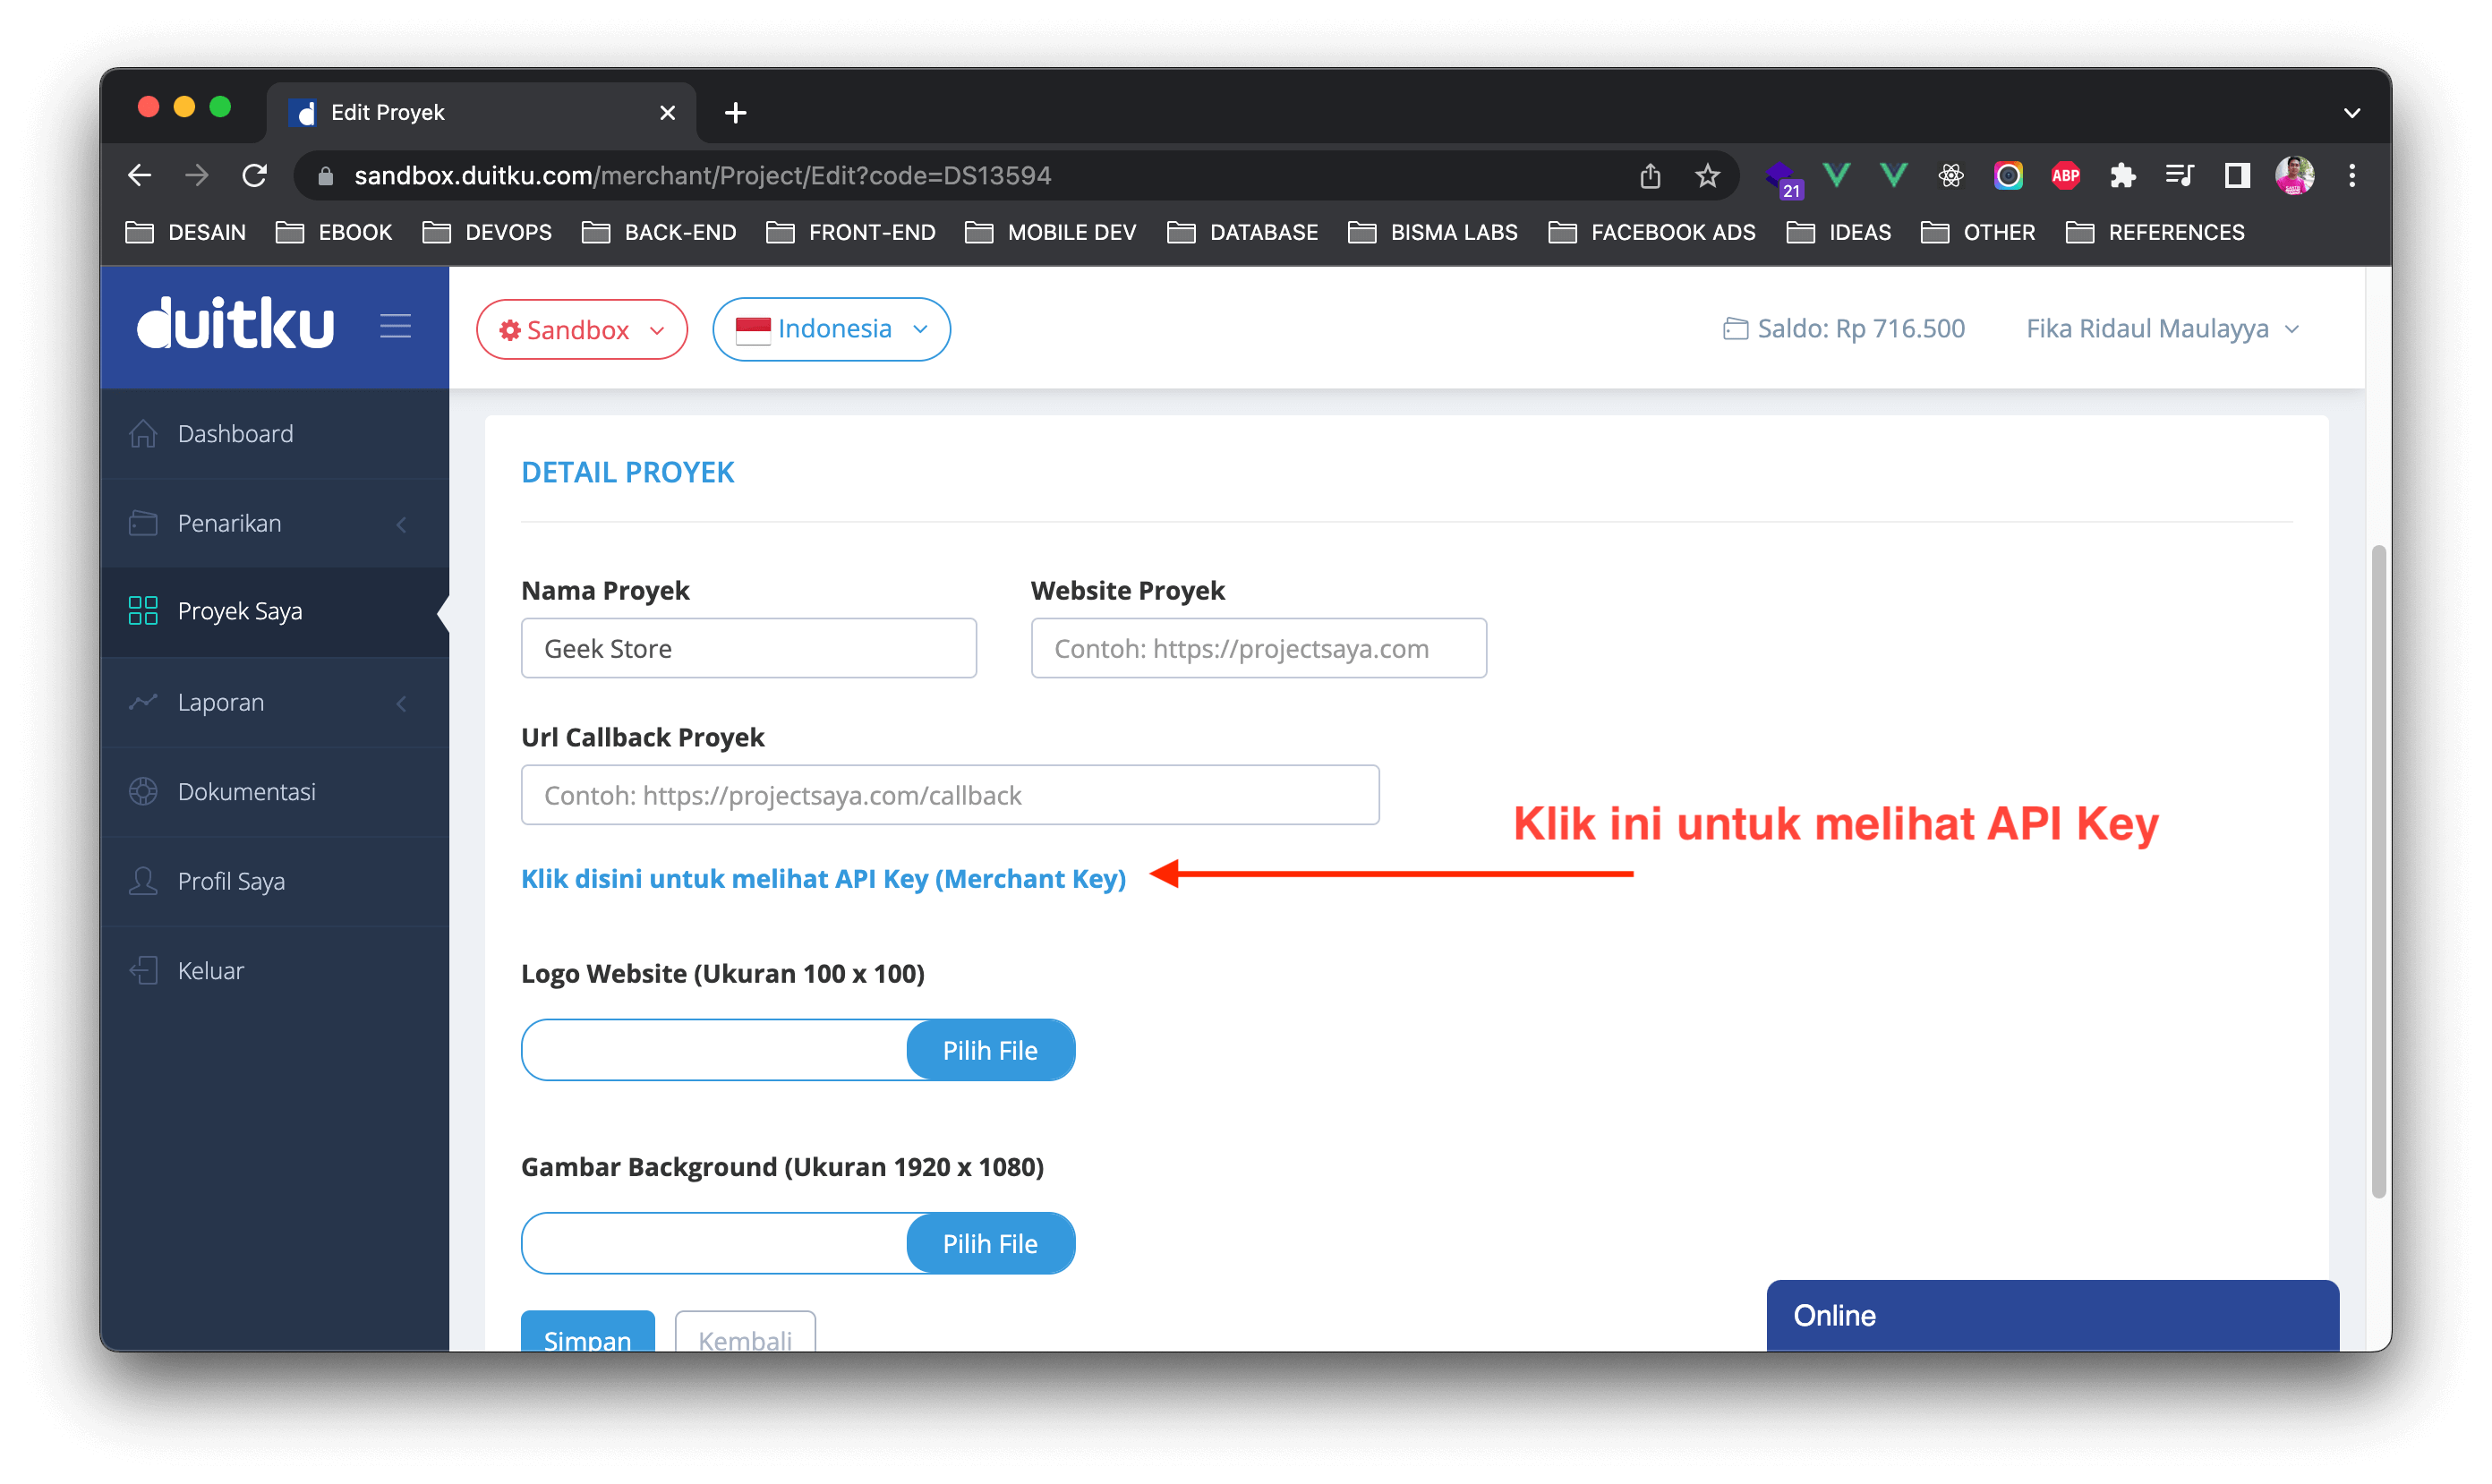 Edit Proyek
sandbox.duitku.com/merchant/Project/Edit?code=DS13594
21
ABP
DESAIN EBOOK DEVOPS BACK-END FRONT-END MOBILE DEV DATABASE BISMA LABS FACEBOOK ADS IDEAS OTHER REFERENCES
duitku
Sandbox
Indonesia
Saldo: Rp 716.500
Fika Ridaul Maulayya
Dashboard
Penarikan
Proyek Saya
Laporan
Dokumentasi
Profil Saya
Keluar
DETAIL PROYEK
Nama Proyek
Website Proyek
Geek Store
Contoh: https://projectsaya.com
Url Callback Proyek
Contoh: https://projectsaya.com/callback
Klik ini untuk melihat API Key
Klik disini untuk melihat API Key (Merchant Key)
Logo Website (Ukuran 100 x 100)
Pilih File
Gambar Background (Ukuran 1920 x 1080)
Pilih File
Simpan
Kembali
Online